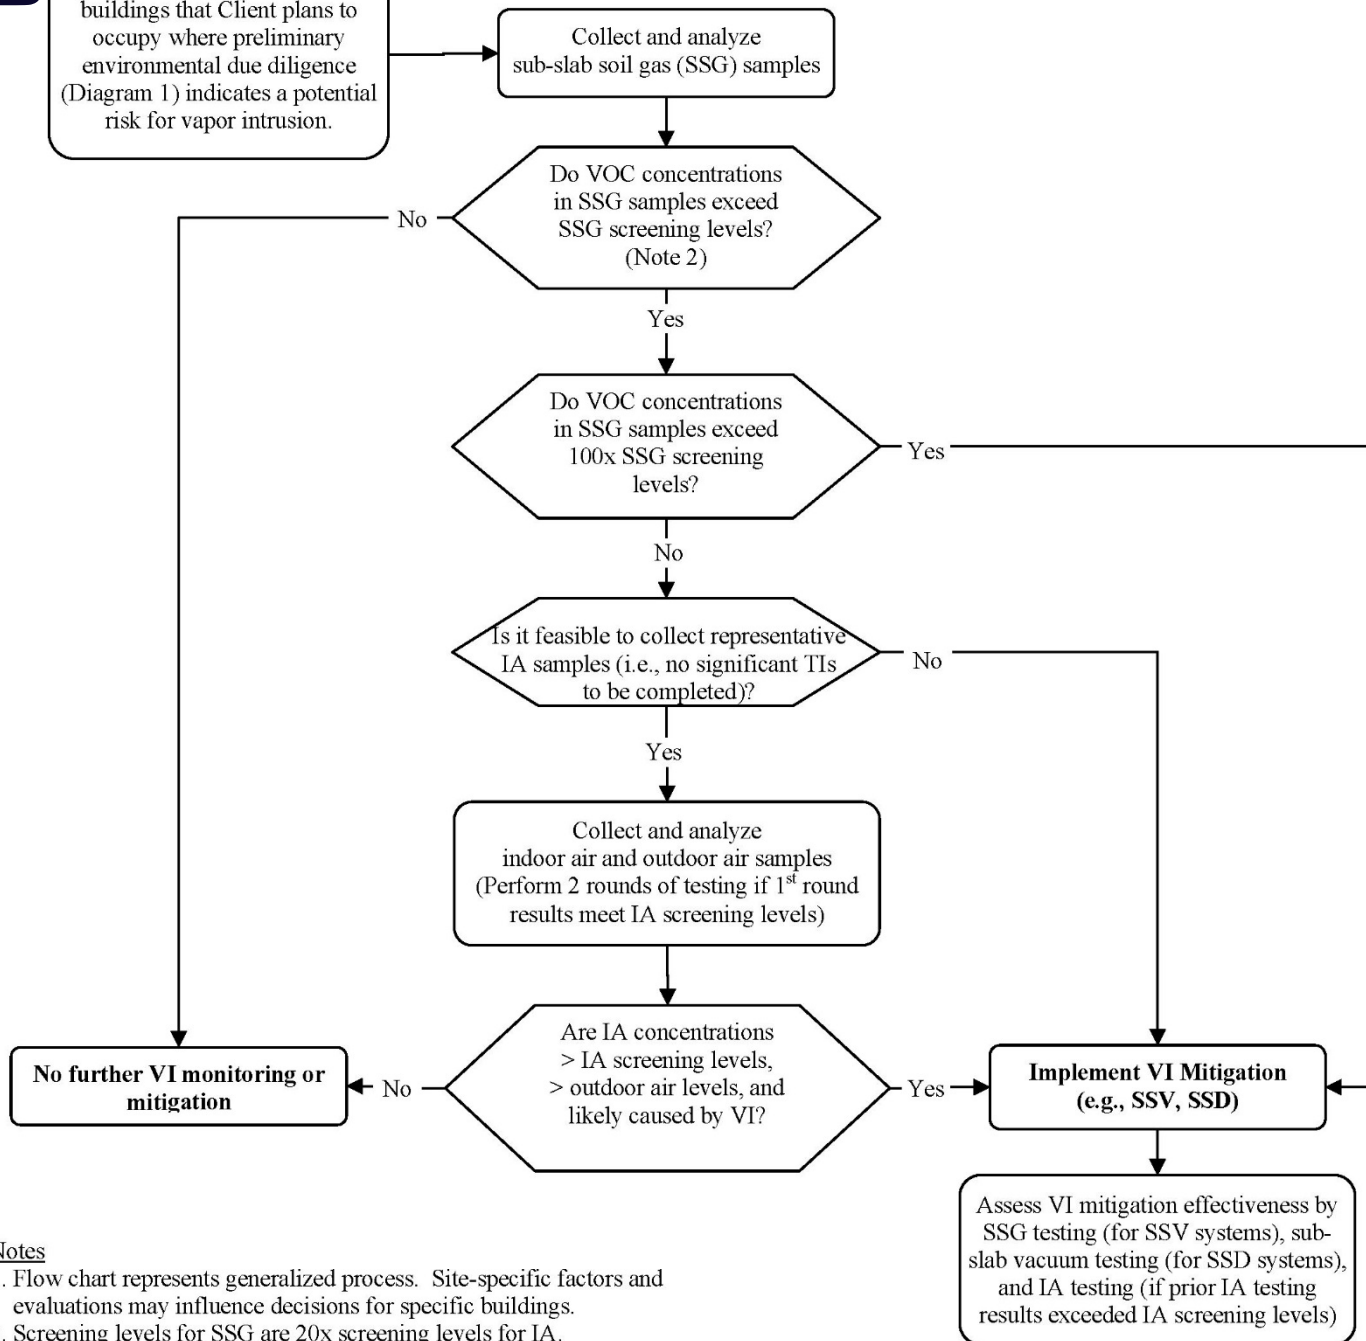 buildings that Client plans to
occupy where preliminary
environmental due diligence
(Diagram 1) indicates a potential
risk for vapor intrusion.
Collect and analyze
sub-slab soil gas (SSG) samples
Do VOC concentrations
in SSG samples exceed
SSG screening levels?
(Note 2)
No
Yes
Do VOC concentrations
in SSG samples exceed
100x SSG screening
levels?
Yes
No
Is it feasible to collect representative
IA samples (i.e., no significant TIs
to be completed)?
No
Yes
Collect and analyze
indoor air and outdoor air samples
(Perform 2 rounds of testing if 1st round
results meet IA screening levels)
Are IA concentrations
> IA screening levels,
> outdoor air levels, and
likely caused by VI?
No
Yes
No further VI monitoring or
mitigation
Implement VI Mitigation
(e.g., SSV, SSD)
Assess VI mitigation effectiveness by
SSG testing (for SSV systems), sub-
slab vacuum testing (for SSD systems),
and IA testing (if prior IA testing
results exceeded IA screening levels)
Notes
. Flow chart represents generalized process. Site-specific factors and
evaluations may influence decisions for specific buildings.
. Screening levels for SSG are 20x screening levels for IA.